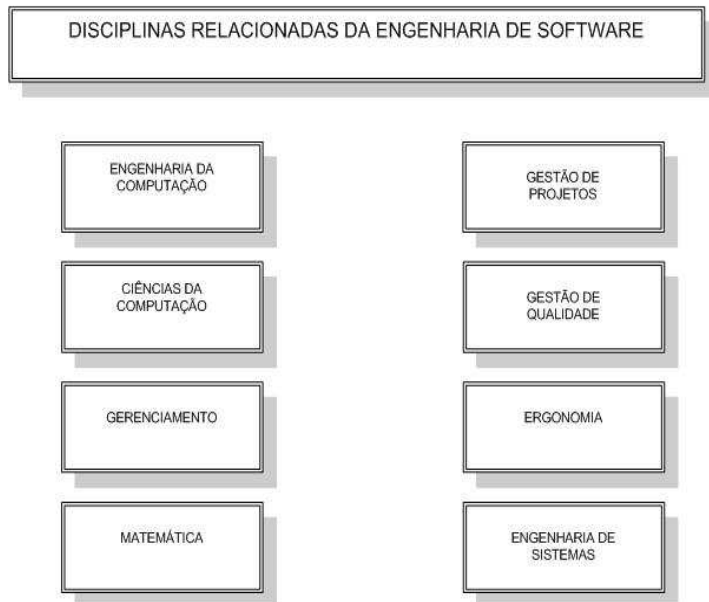 DISCIPLINAS RELACIONADAS DA ENGENHARIA DE SOFTWARE
ENGENHARIA DA
COMPUTAÇÃO
CIÊNCIAS DA
COMPUTAÇÃO
GERENCIAMENTO
MATEMÁTICA
GESTÃO DE
PROJETOS
GESTÃO DE
QUALIDADE
ERGONOMIA
ENGENHARIA DE
SISTEMAS